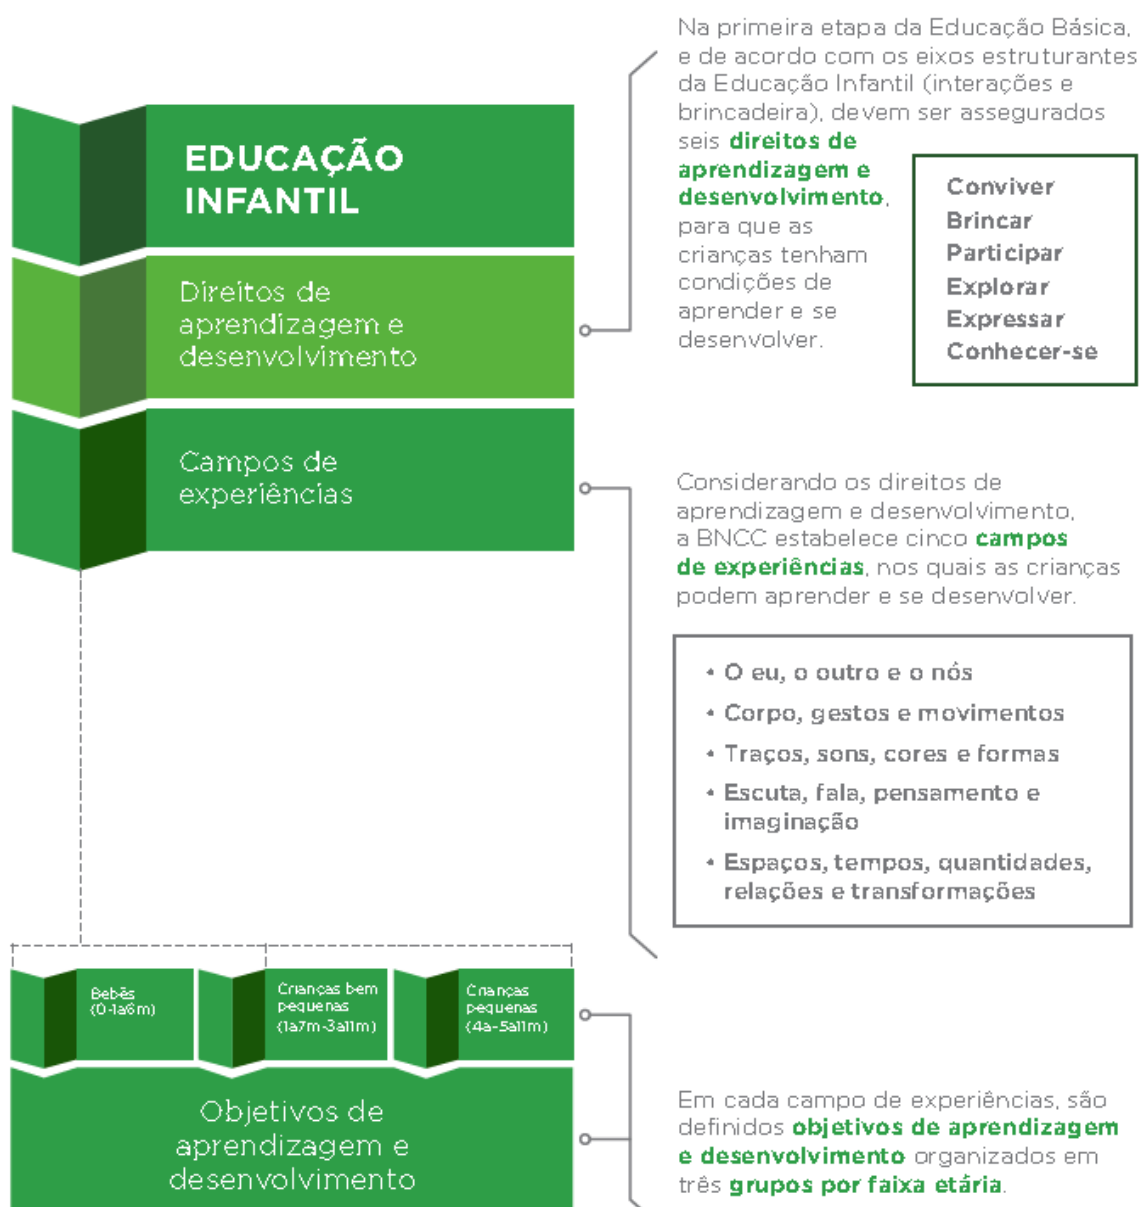 Na primeira etapa da Educação Básica,
e de acordo com os eixos estruturantes
da Educação Infantil (interações e
brincadeira), devem ser assegurados
seis direitos de
aprendizagem e
desenvolvimento,
para que as
crianças tenham
condições de
aprender e se
desenvolver.
Conviver
Brincar
Participar
Explorar
Expressar
Conhecer-se
EDUCAÇÃO
INFANTIL
Direitos de
aprendizagem e
desenvolvimento
Campos de
experiências
Considerando os direitos de
aprendizagem e desenvolvimento,
a BNCC estabelece cinco campos
de experiências, nos quais as crianças
podem aprender e se desenvolver.
• O eu, o outro e o nós
• Corpo, gestos e movimentos
• Traços, sons, cores e formas
• Escuta, fala, pensamento e
imaginação
• Espaços, tempos, quantidades,
relações e transformações
Bebês
(0-1a6m)
Crianças bem
pequenas
(1a7m-3a11m)
Crianças
pequenas
(4a-5a11m)
Objetivos de
aprendizagem e
desenvolvimento
Em cada campo de experiências, são
definidos objetivos de aprendizagem
e desenvolvimento organizados em
três grupos por faixa etária.